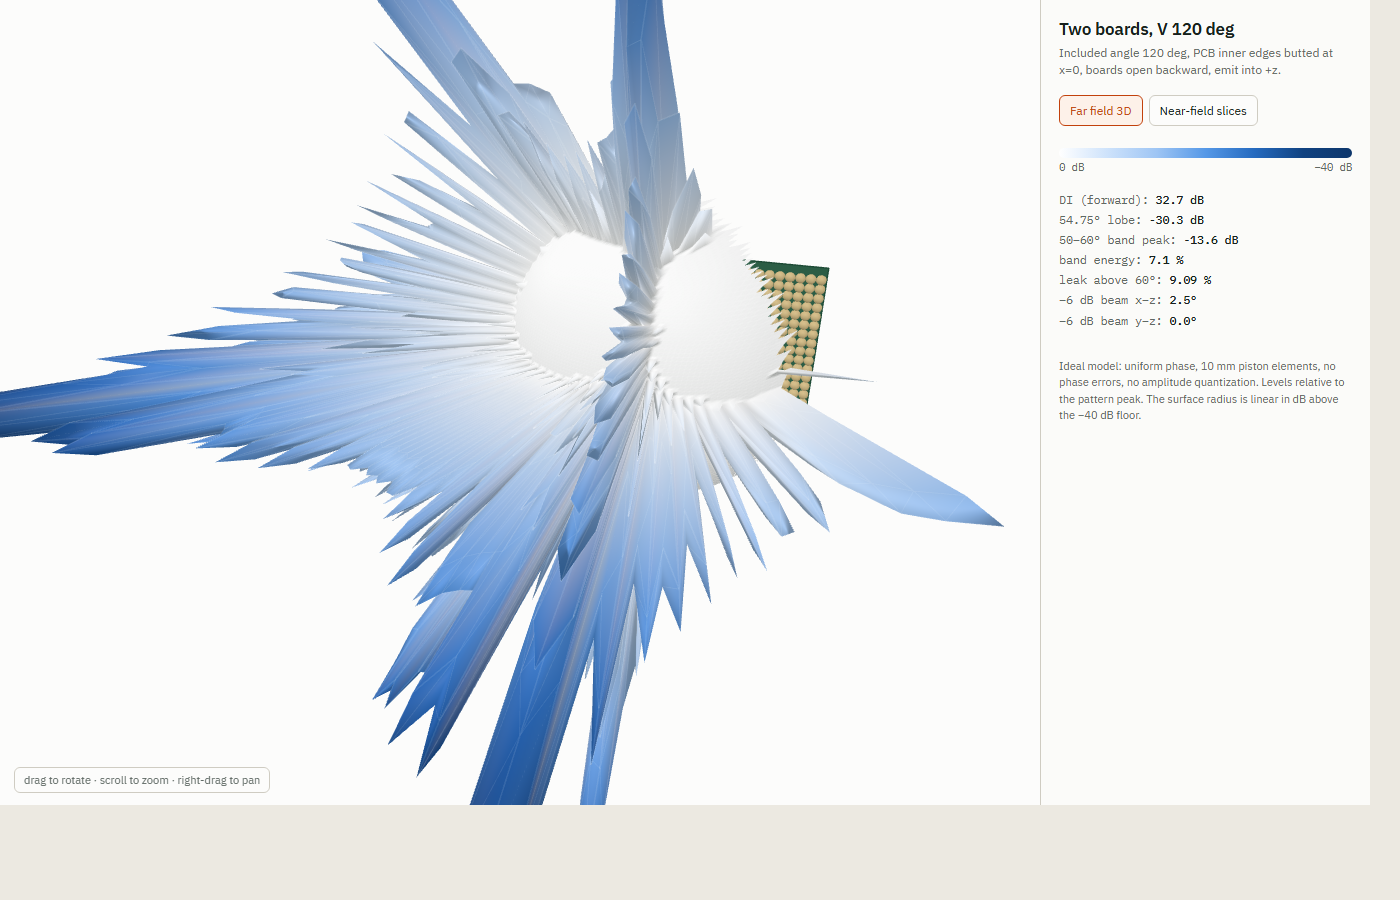 Two boards, V 120 deg
Included angle 120 deg, PCB inner edges butted at
x=0, boards open backward, emit into +z.
Far field 3D
Near-field slices
0 dB
−40 dB
DI (forward): 32.7 dB
54.75° lobe: -30.3 dB
50–60° band peak: -13.6 dB
band energy: 7.1 %
leak above 60°: 9.09 %
−6 dB beam x–z: 2.5°
−6 dB beam y–z: 0.0°
Ideal model: uniform phase, 10 mm piston elements, no
phase errors, no amplitude quantization. Levels relative to
the pattern peak. The surface radius is linear in dB above
the −40 dB floor.
drag to rotate · scroll to zoom · right-drag to pan